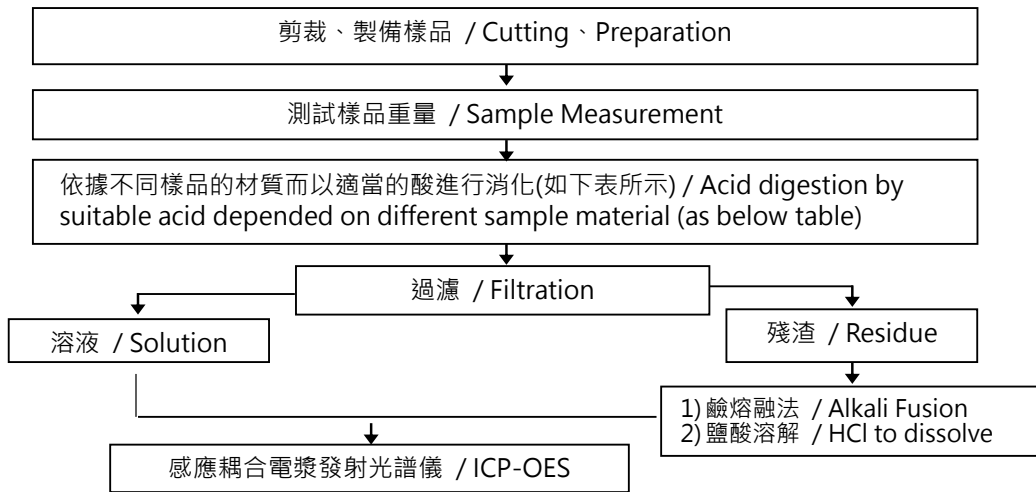 剪裁、製備樣品 / Cutting、Preparation
測試樣品重量 / Sample Measurement
依據不同樣品的材質而以適當的酸進行消化(如下表所示) / Acid digestion by
suitable acid depended on different sample material (as below table)
過濾 / Filtration
溶液 / Solution
殘渣 / Residue
1) 鹼熔融法 / Alkali Fusion
2) 鹽酸溶解 / HCl to dissolve
感應耦合電漿發射光譜儀 / ICP-OES